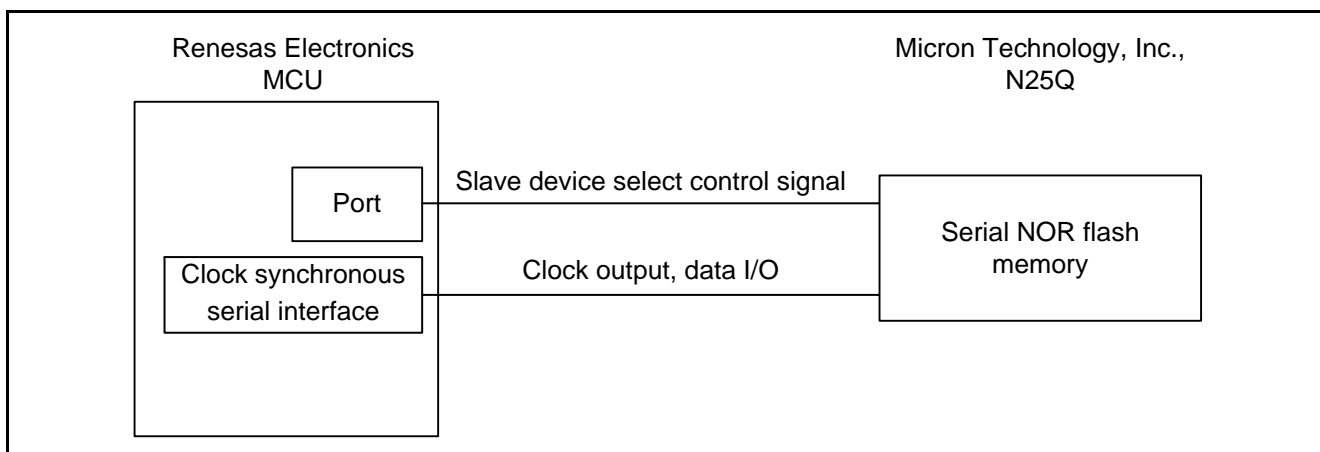 Renesas Electronics
MCU
Micron Technology, Inc.,
N25Q
Port
Slave device select control signal
Clock synchronous
serial interface
Clock output, data I/O
Serial NOR flash
memory